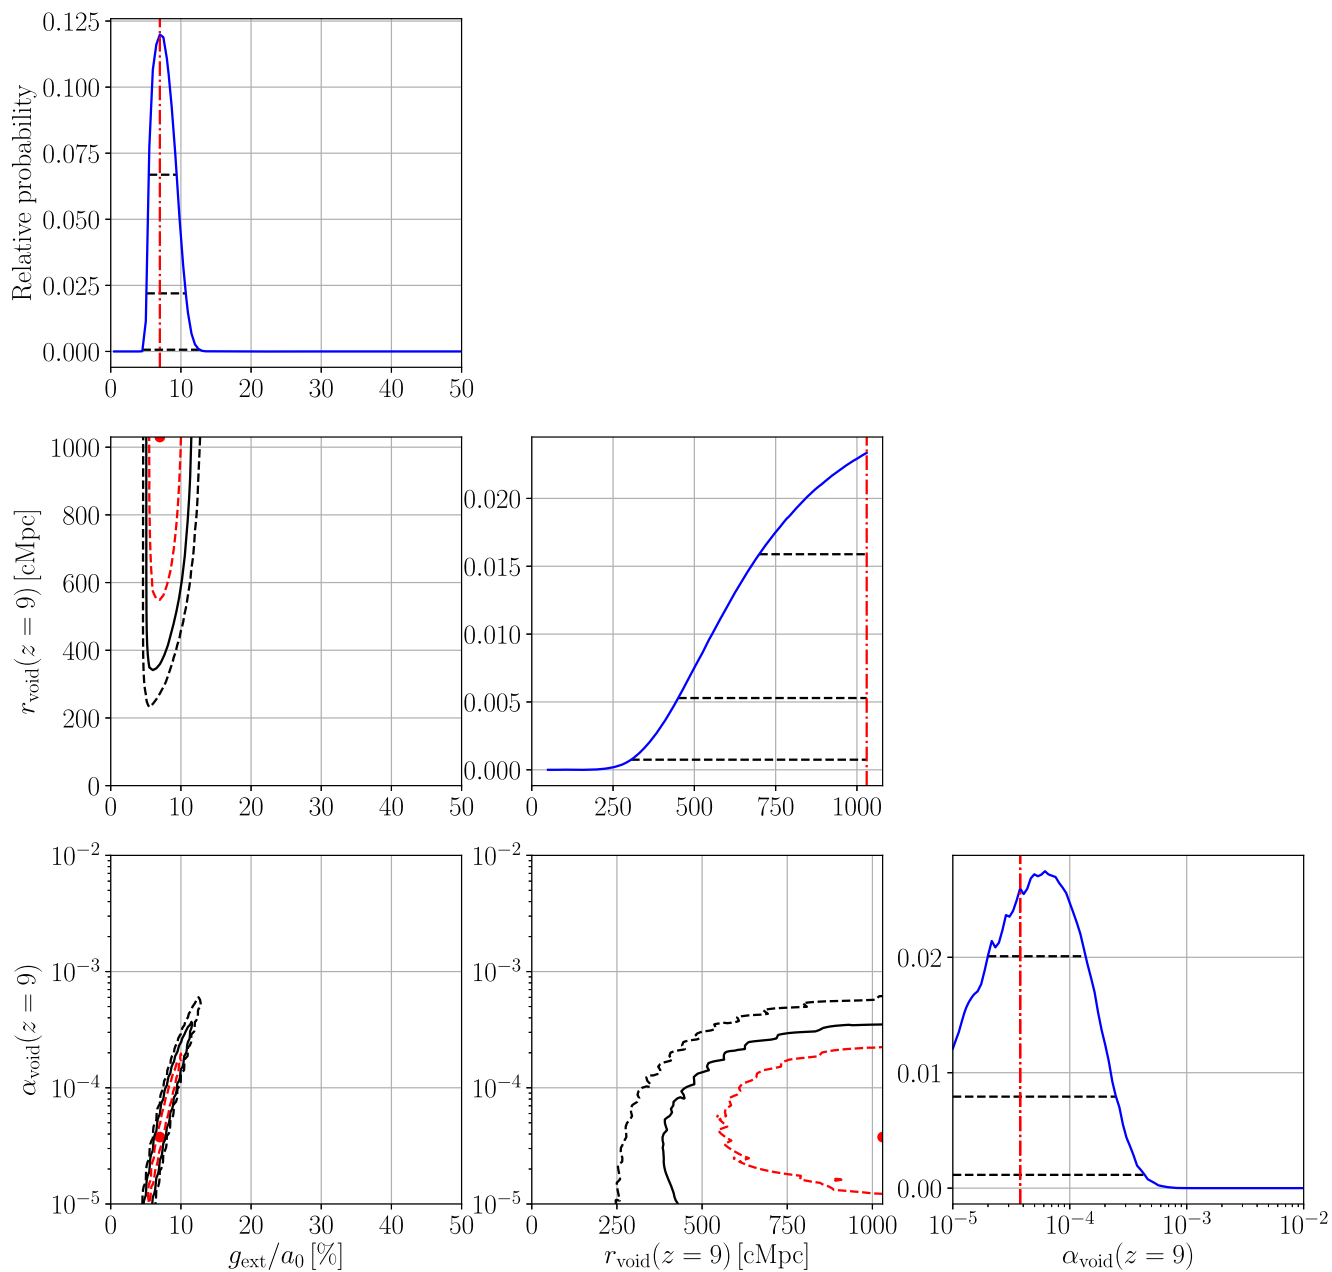 0.125
0.100
0.075
0.050
0.025
0.000
Relative probability
0 10 20 30 40 50
1000
800
600
400
200
0
r_void(z = 9) [cMpc]
0 10 20 30 40 50
0.020
0.015
0.010
0.005
0.000
0 250 500 750 1000
10^-2
10^-3
10^-4
10^-5
α_void(z = 9)
0 10 20 30 40 50
g_ext/a_0 [%]
10^-2
10^-3
10^-4
10^-5
0 250 500 750 1000
r_void(z = 9) [cMpc]
0.02
0.01
0.00
10^-5 10^-4 10^-3 10^-2
α_void(z = 9)